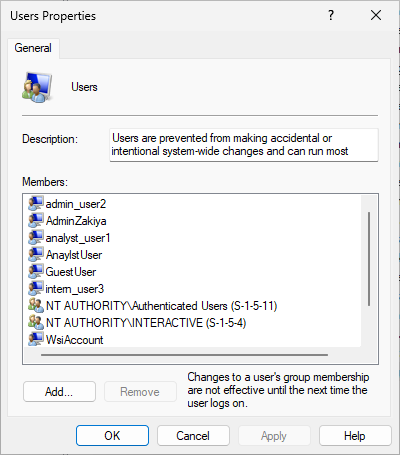 Users Properties
General
Users
Description:
Users are prevented from making accidental or
intentional system-wide changes and can run most
Members:
admin_user2
AdminZakiya
analyst_user1
AnaylstUser
GuestUser
intern_user3
NT AUTHORITY\Authenticated Users (S-1-5-11)
NT AUTHORITY\INTERACTIVE (S-1-5-4)
WsiAccount
Add...
Remove
Changes to a user's group membership
are not effective until the next time the
user logs on.
OK
Cancel
Apply
Help